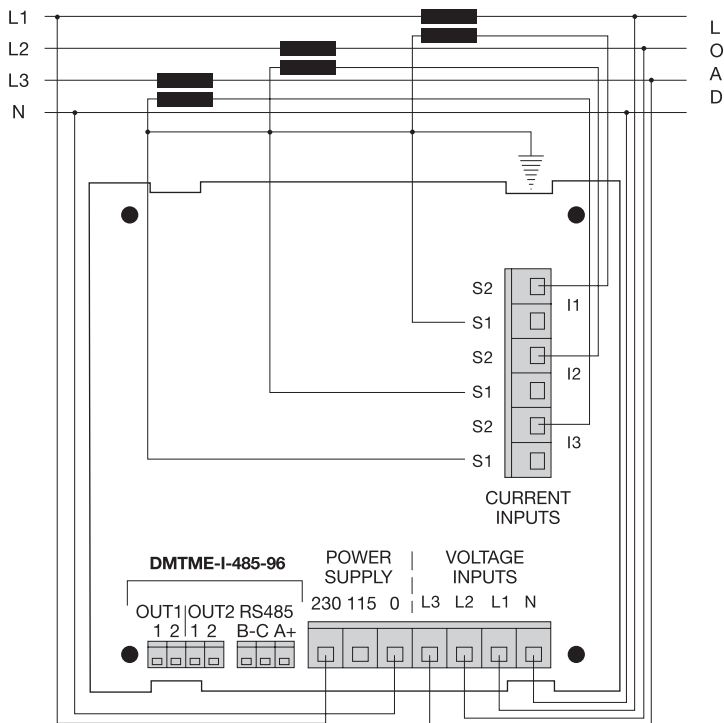 L1
L2
L3
N
L
O
A
D
S2
I1
S1
S2
I2
S1
S2
I3
S1
CURRENT
INPUTS
DMTME-I-485-96
POWER
SUPPLY
VOLTAGE
INPUTS
OUT1 OUT2 RS485
1 2 1 2 B-C A+
230 115 0 L3 L2 L1 N